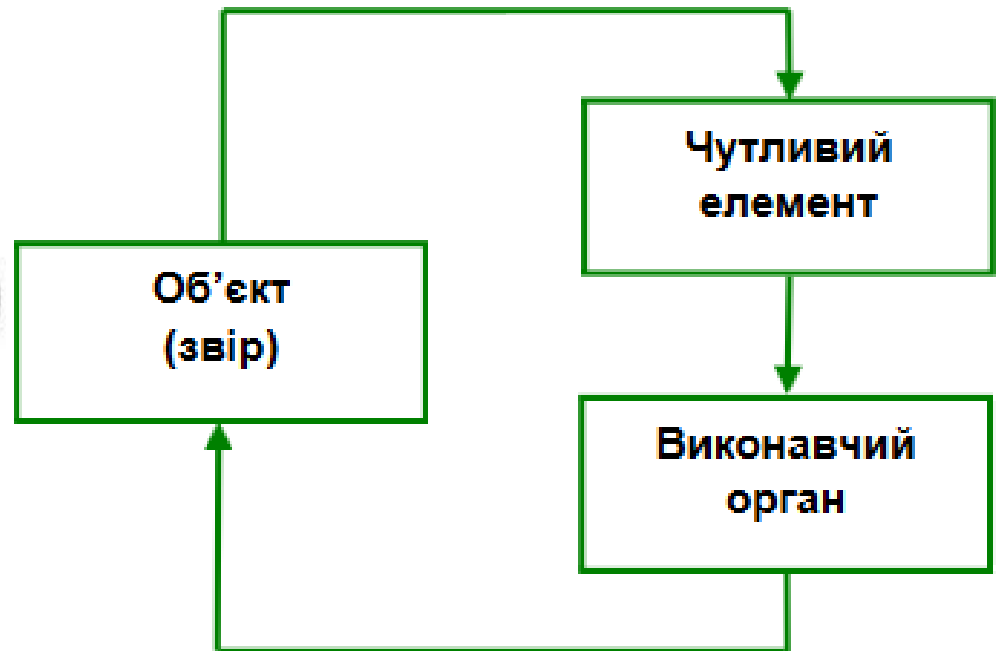 Чутливий
елемент
Об’єкт
(звір)
Виконавчий
орган